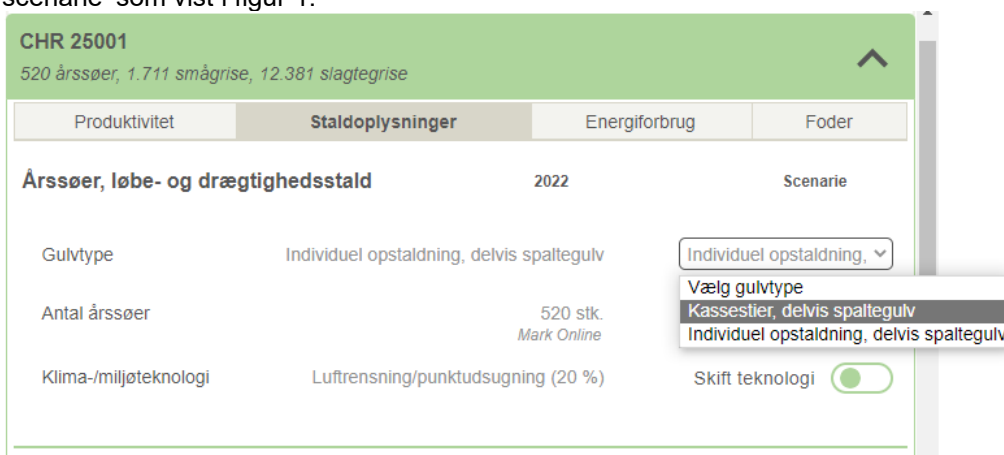 scenarie" som vist i figur 1.
CHR 25001
520 årssøer, 1.711 smågrise, 12.381 slagtegrise
Produktivitet Staldoplysninger Energiforbrug Foder
Årssøer, løbe- og drægtighedsstald 2022 Scenarie
Gulvtype Individuel opstaldning, delvis spaltegulv Individuel opstaldning,
Vælg gulvtype
Antal årssøer 520 stk. Kassestier, delvis spaltegulv
Mark Online Individuel opstaldning, delvis spaltegulv
Klima-/miljøteknologi Luftrensning/punktudsugning (20 %) Skift teknologi